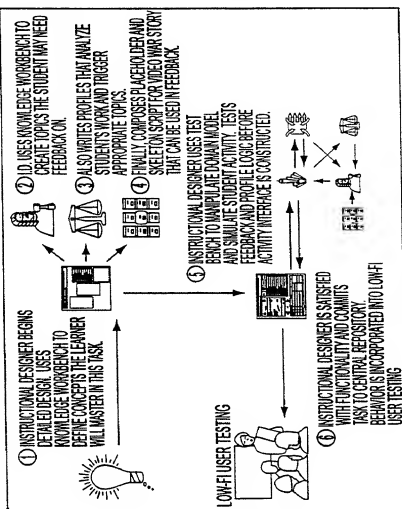 ① INSTRUCTIONAL DESIGNER BEGINS
DETAILED DESIGN. USES
KNOWLEDGE WORKBENCH TO
DEFINE CONCEPTS THE LEARNER
WILL MASTER IN THIS TASK.
② I.D. USES KNOWLEDGE WORKBENCH TO
CREATE TOPICS THE STUDENT MAY NEED
FEEDBACK ON.
③ ALSO WRITES PROFILES THAT ANALYZE
STUDENT'S WORK AND TRIGGER
APPROPRIATE TOPICS.
④ FINALLY, COMPOSES PLACEHOLDER AND
SKELETON SCRIPT FOR VIDEO WAR STORY
THAT CAN BE USED IN FEEDBACK.
⑤ INSTRUCTIONAL DESIGNER USES TEST
BENCH TO MANIPULATE DOMAIN MODEL
AND SIMULATE STUDENT ACTIVITY. TESTS
FEEDBACK AND PROFILE LOGIC BEFORE
ACTIVITY INTERFACE IS CONSTRUCTED.
LOW-FI USER TESTING
⑥ INSTRUCTIONAL DESIGNER IS SATISFIED
WITH FUNCTIONALITY AND COMMITS
TASK TO CENTRAL REPOSITORY.
BEHAVIOR IS INCORPORATED INTO LOW-FI
USER TESTING